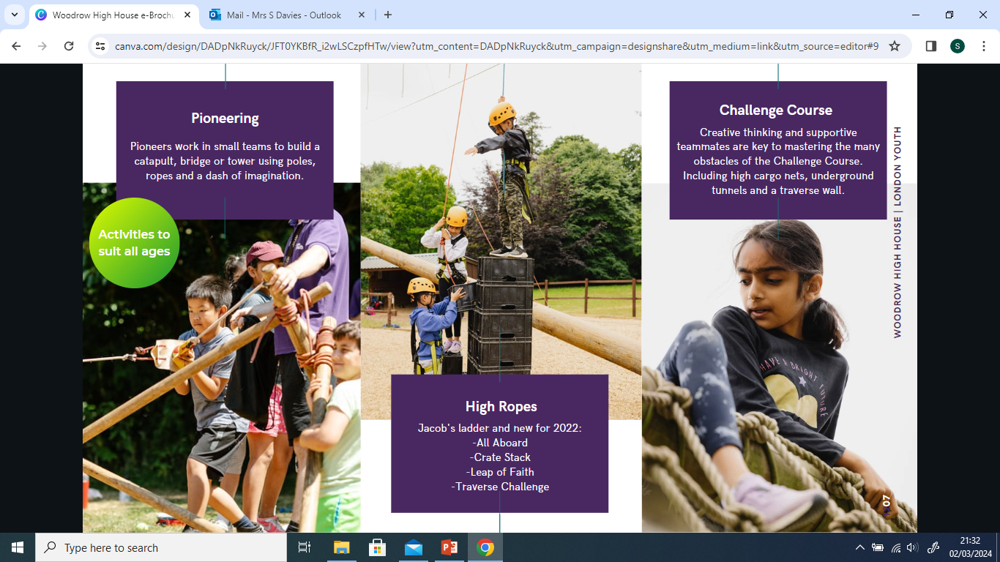 Woodrow High House e-Brochu
Mail - Mrs S Davies - Outlook
canva.com/design/DADpNkRuyck/JFT0YKBfR_i2wLSCzpfHTw/view?utm_content=DADpNkRuyck&utm_campaign=designshare&utm_medium=link&utm_source=editor#9
S
Pioneering
Pioneers work in small teams to build a
catapult, bridge or tower using poles,
ropes and a dash of imagination.
Activities to
suit all ages
High Ropes
Jacob's ladder and new for 2022:
-All Aboard
-Crate Stack
-Leap of Faith
-Traverse Challenge
Challenge Course
Creative thinking and supportive
teammates are key to mastering the many
obstacles of the Challenge Course.
Including high cargo nets, underground
tunnels and a traverse wall.
HAVE A BRIGHT FUTURE
WOODROW HIGH HOUSE | LONDON YOUTH
07
Type here to search
21:32
02/03/2024